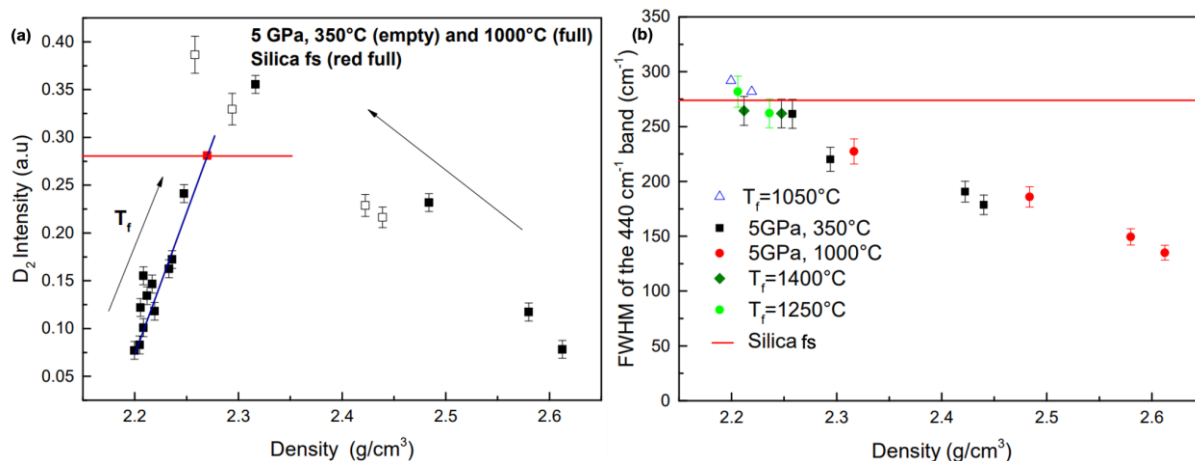 (a)
5 GPa, 350°C (empty) and 1000°C (full)
Silica fs (red full)
T_f
D₂ Intensity (a.u)
0.40
0.35
0.30
0.25
0.20
0.15
0.10
0.05
2.2 2.3 2.4 2.5 2.6
Density (g/cm³)
(b)
FWHM of the 440 cm⁻¹ band (cm⁻¹)
350
300
250
200
150
100
50
0
T_f=1050°C
5GPa, 350°C
5GPa, 1000°C
T_f=1400°C
T_f=1250°C
Silica fs
2.2 2.3 2.4 2.5 2.6
Density (g/cm³)